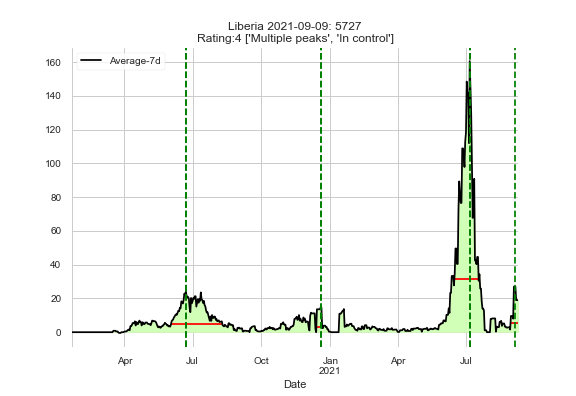 Liberia 2021-09-09: 5727
Rating:4 ['Multiple peaks', 'In control']
Average-7d
160
140
120
100
80
60
40
20
0
Apr
Jul
Oct
Jan
2021
Apr
Jul
Date